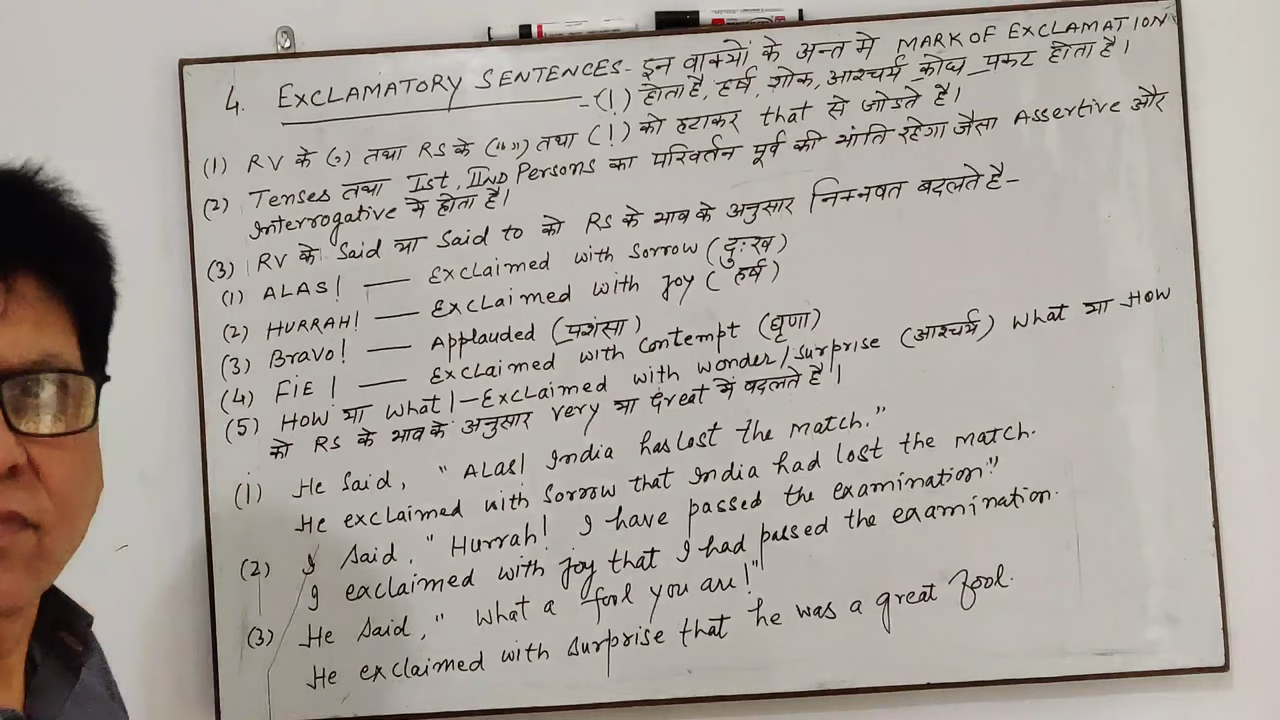 4. EXCLAMATORY SENTENCES- इन वाक्यों के अन्त मे MARK OF EXCLAMATION
-(!) होता है, हर्ष, शोक, आश्चर्य क्रोध प्रकट होता है।
(1) RV के (,) तथा RS के (" ") तथा (!) को हटाकर that से जोडते है।
(2) Tenses तथा Ist, IIND Persons का परिवर्तन पूर्व की भांति रहेगा जैसा Assertive और
Interrogative में होता है।
(3) RV के Said या Said to को RS के भाव के अनुसार निम्नवत बदलते है-
(1) ALAS! — Exclaimed with Sorrow (दुःख)
(2) HURRAH! — Exclaimed with Joy (हर्ष)
(3) Bravo! — Applauded (प्रशंसा)
(4) FiE ! — Exclaimed with contempt (घृणा)
(5) HOW या What!-Exclaimed with wonder/surprise (आश्चर्य) What या HOW
को RS के भाव के अनुसार very या Great में बदलते है।
(1) He Said, "ALAS! India has lost the match."
He exclaimed with sorrow that India had lost the match.
(2) I Said, "Hurrah! I have passed the examination"
I exclaimed with joy that I had passed the examination.
(3) He Said," What a fool you are!"
He exclaimed with surprise that he was a great fool.